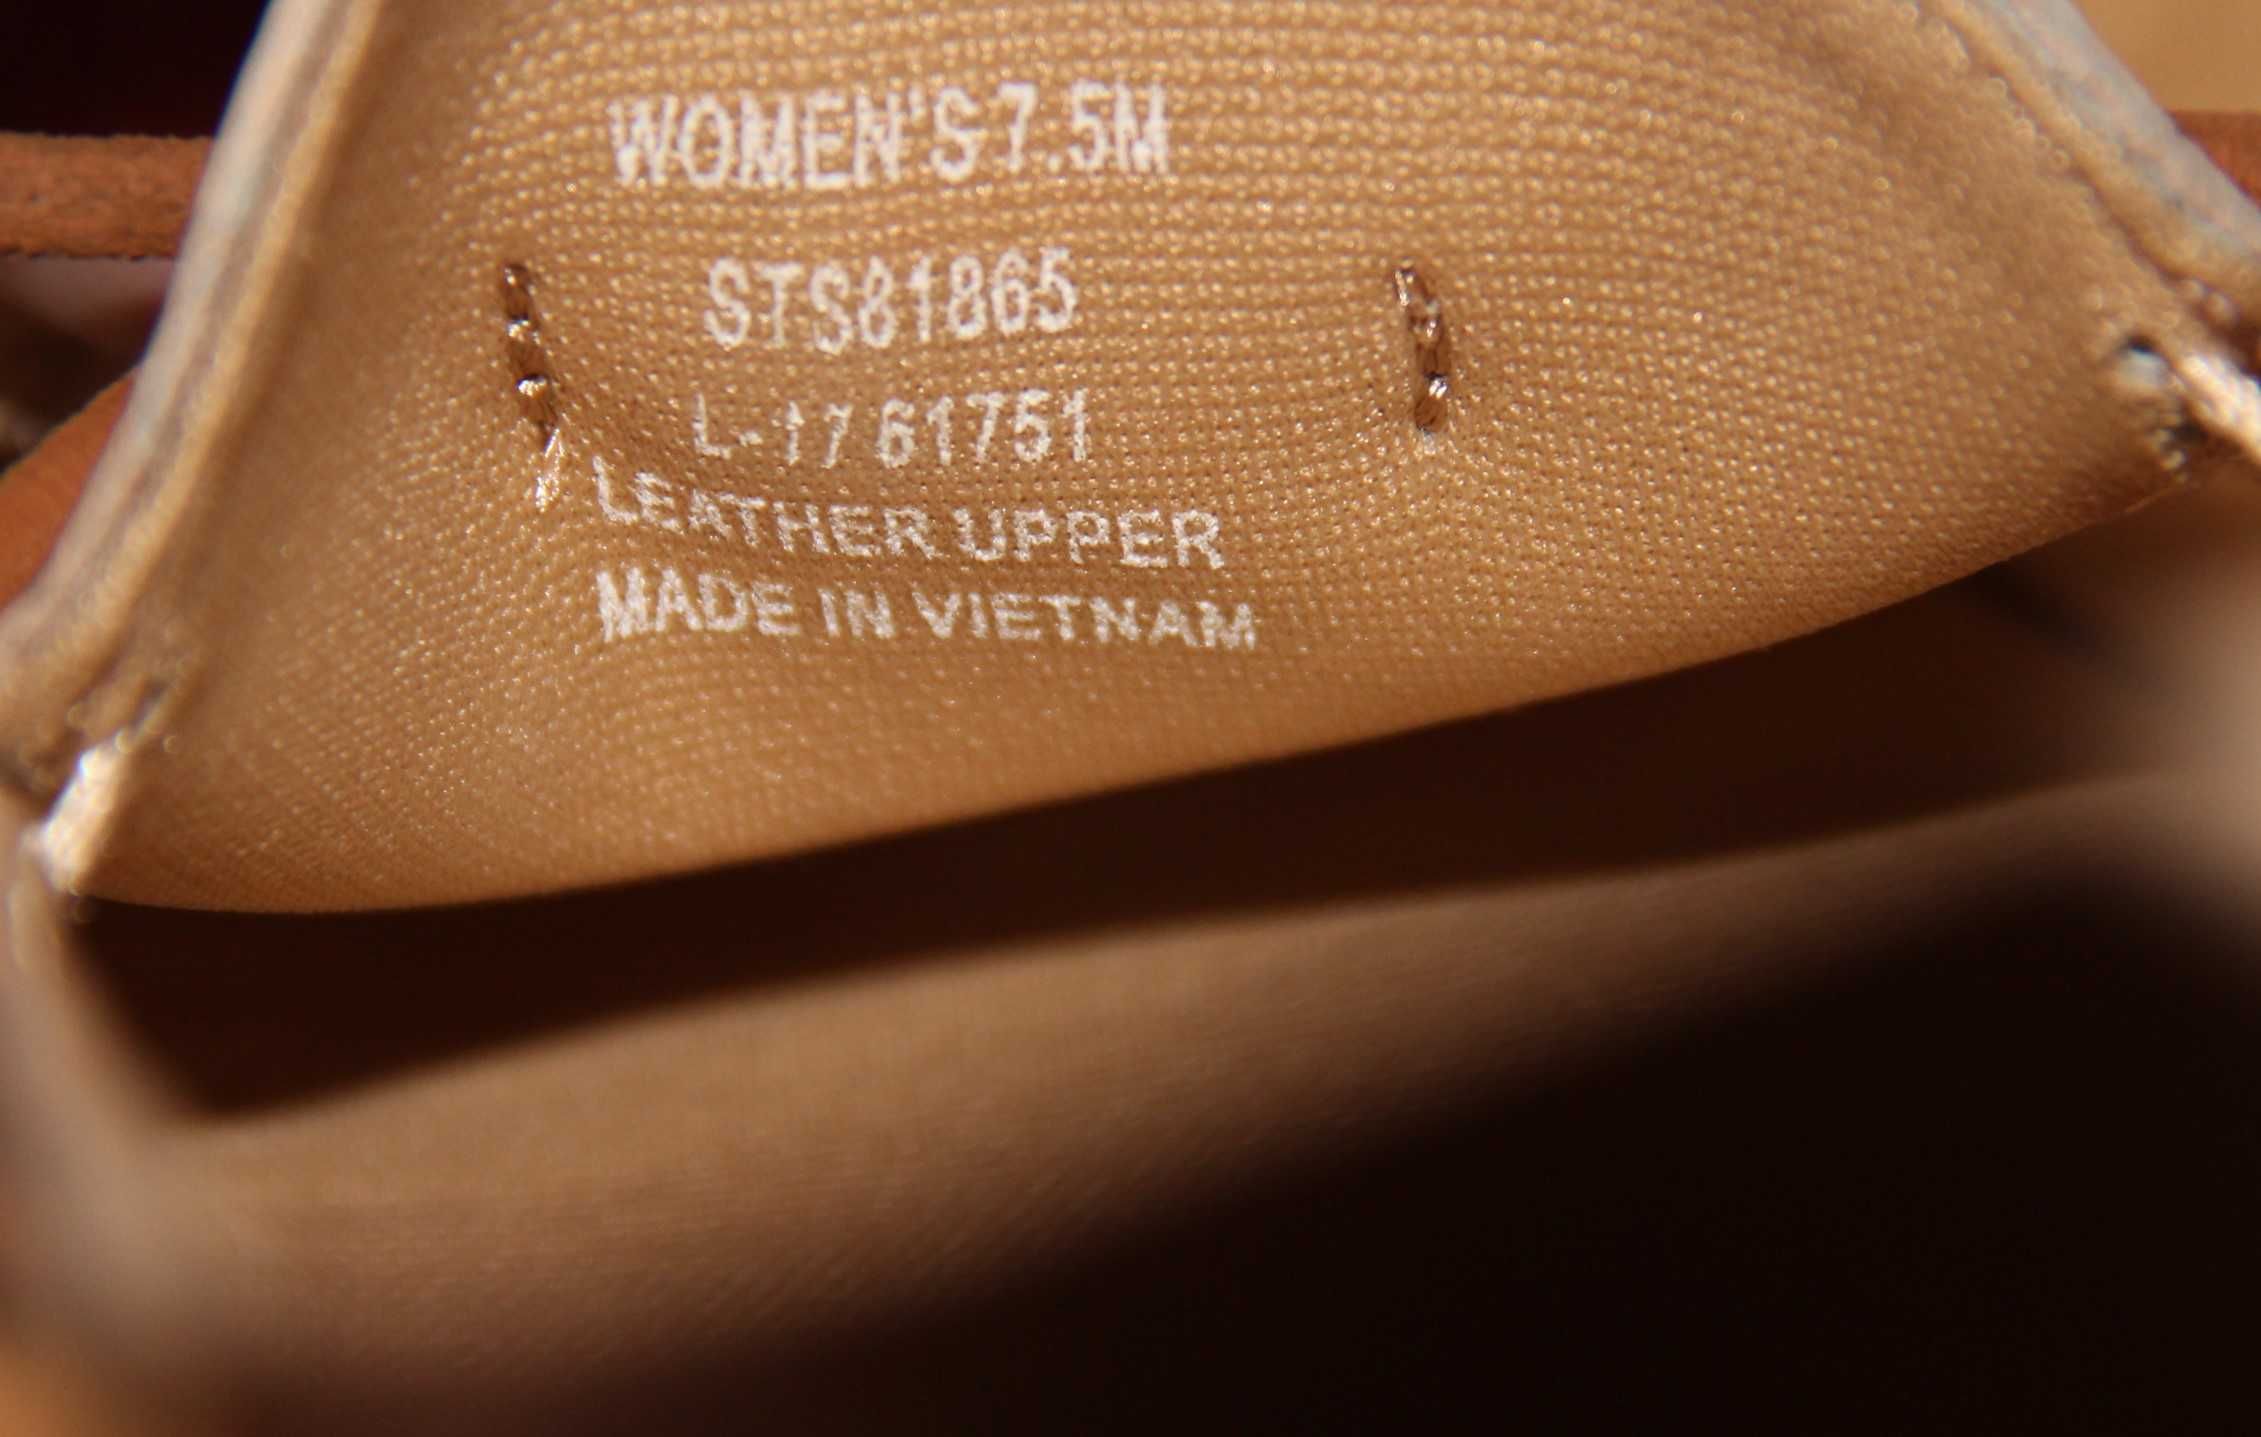 WOMEN'S 7.5M
STS81865
L-17 61751
LEATHER UPPER
MADE IN VIETNAM